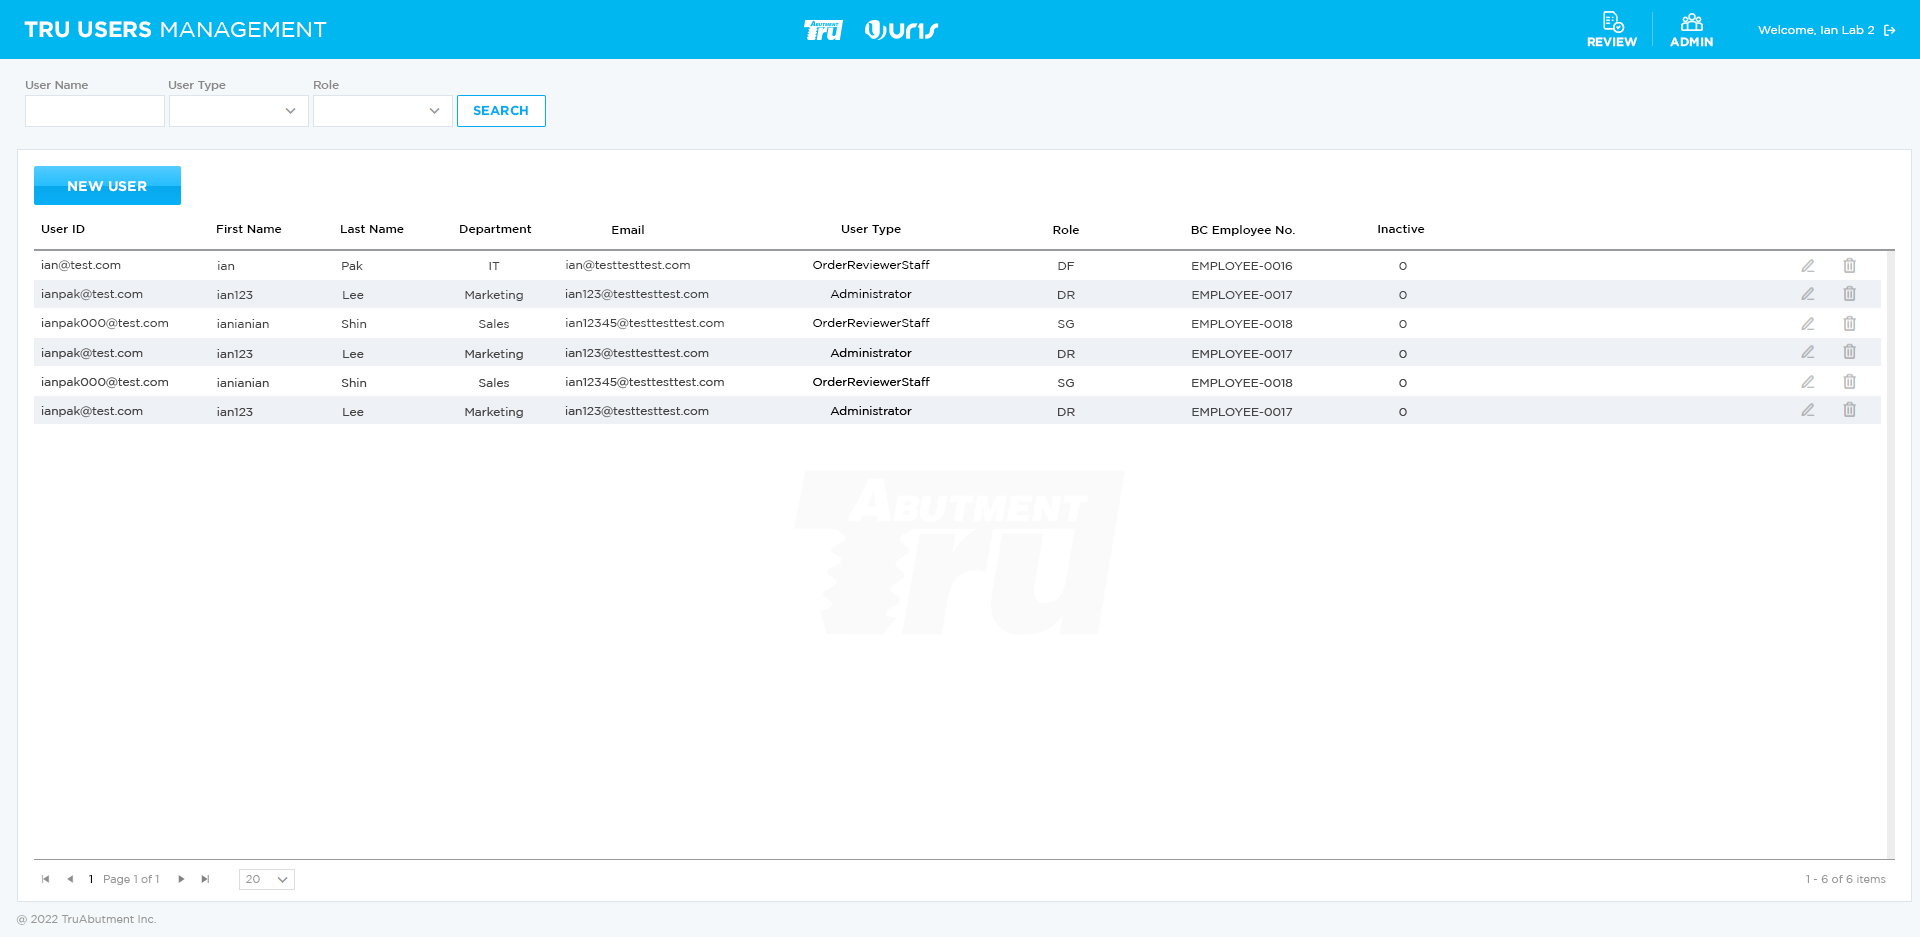 TRU USERS MANAGEMENT
ABUTMENT
Tru
uris
REVIEW
ADMIN
Welcome, Ian Lab 2
User Name
User Type
Role
SEARCH
NEW USER
User ID First Name Last Name Department Email User Type Role BC Employee No. Inactive
ian@test.com ian Pak IT ian@testtesttest.com OrderReviewerStaff DF EMPLOYEE-0016 0
ianpak@test.com ian123 Lee Marketing ian123@testtesttest.com Administrator DR EMPLOYEE-0017 0
ianpak000@test.com ianianian Shin Sales ian12345@testtesttest.com OrderReviewerStaff SG EMPLOYEE-0018 0
ianpak@test.com ian123 Lee Marketing ian123@testtesttest.com Administrator DR EMPLOYEE-0017 0
ianpak000@test.com ianianian Shin Sales ian12345@testtesttest.com OrderReviewerStaff SG EMPLOYEE-0018 0
ianpak@test.com ian123 Lee Marketing ian123@testtesttest.com Administrator DR EMPLOYEE-0017 0
ABUTMENT
Tru
1 Page 1 of 1 20 1 - 6 of 6 items
@ 2022 TruAbutment Inc.